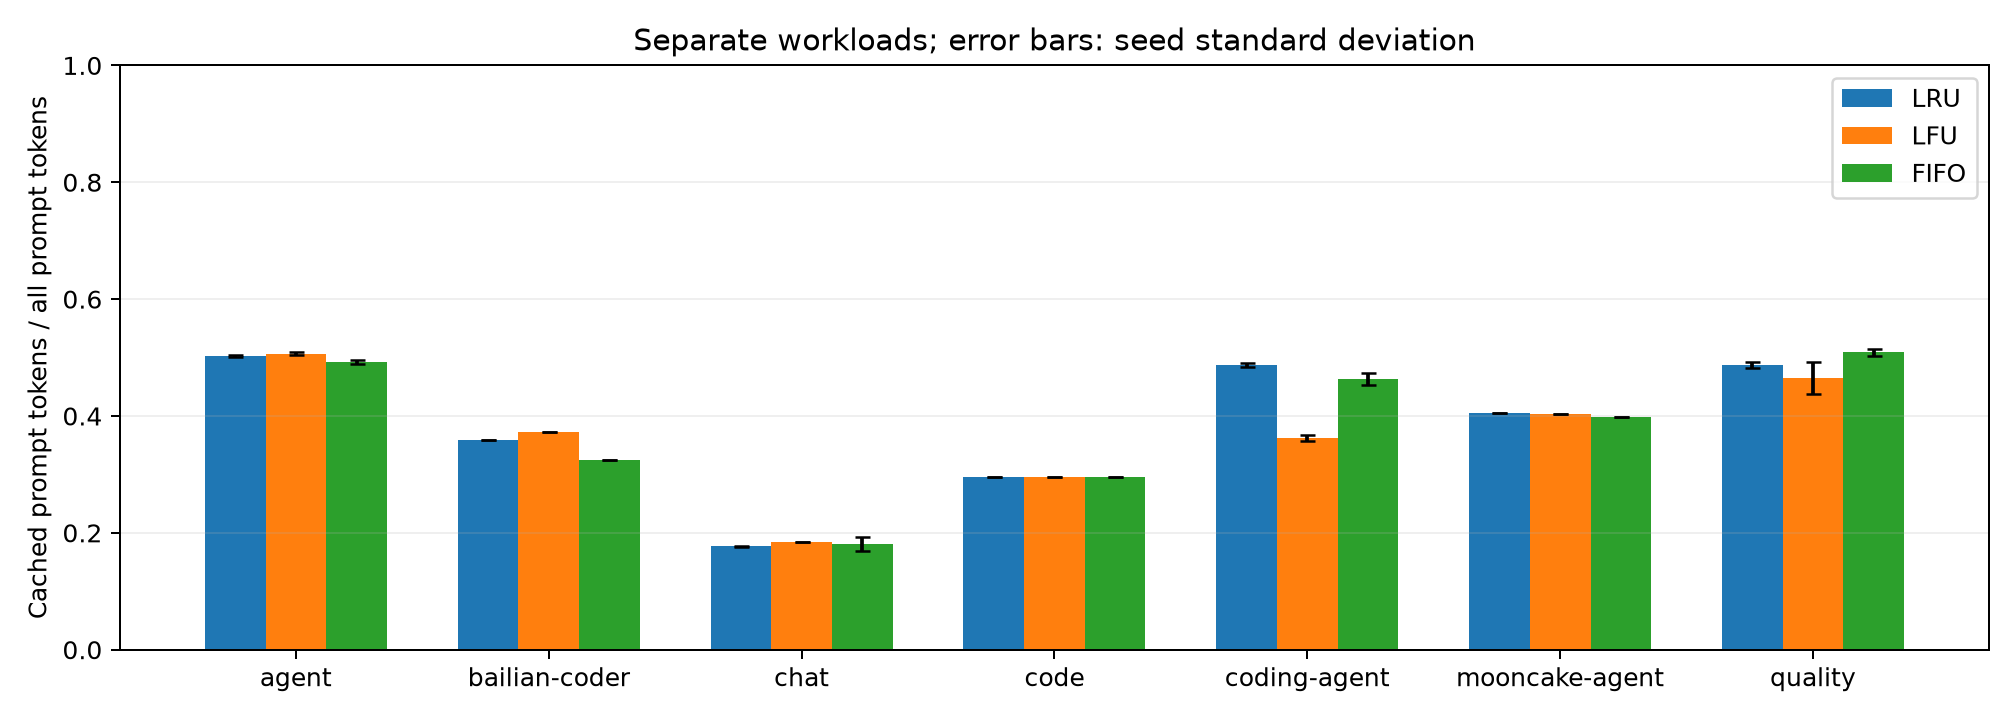 Separate workloads; error bars: seed standard deviation
Cached prompt tokens / all prompt tokens
1.0
0.8
0.6
0.4
0.2
0.0
LRU
LFU
FIFO
agent
bailian-coder
chat
code
coding-agent
mooncake-agent
quality